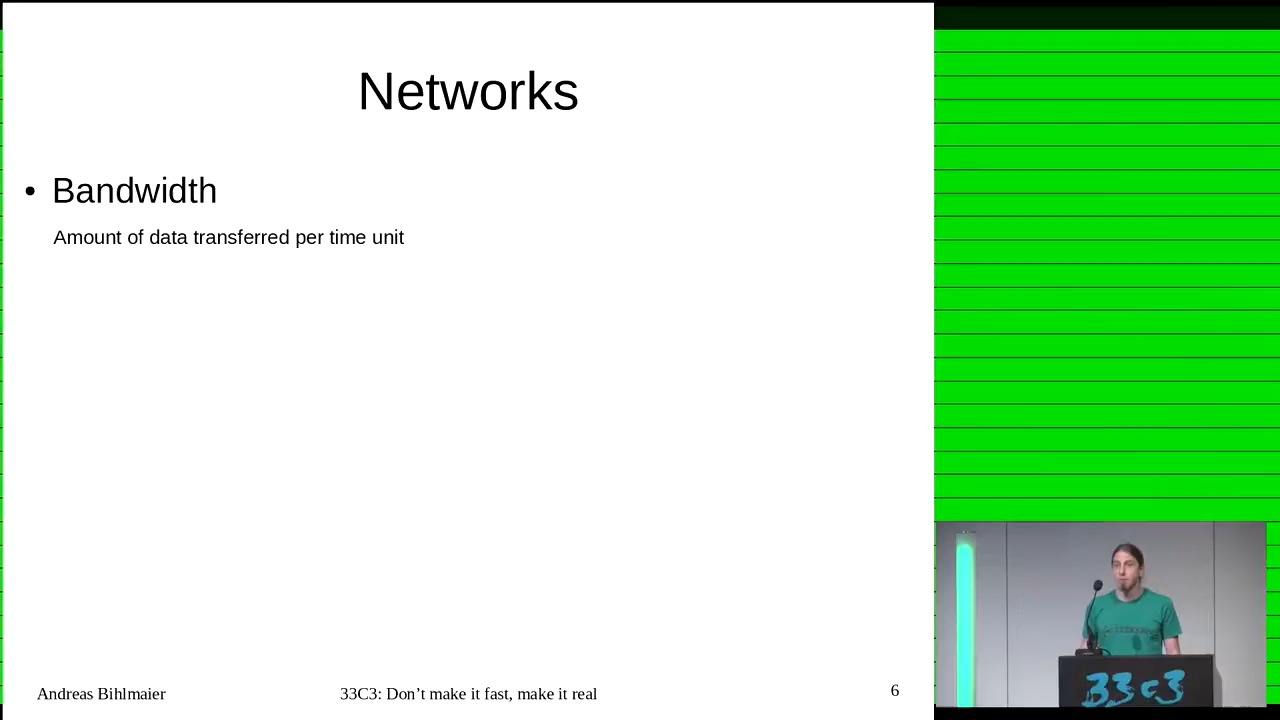 Networks
• Bandwidth
Amount of data transferred per time unit
Andreas Bihlmaier
33C3: Don’t make it fast, make it real
6
33c3